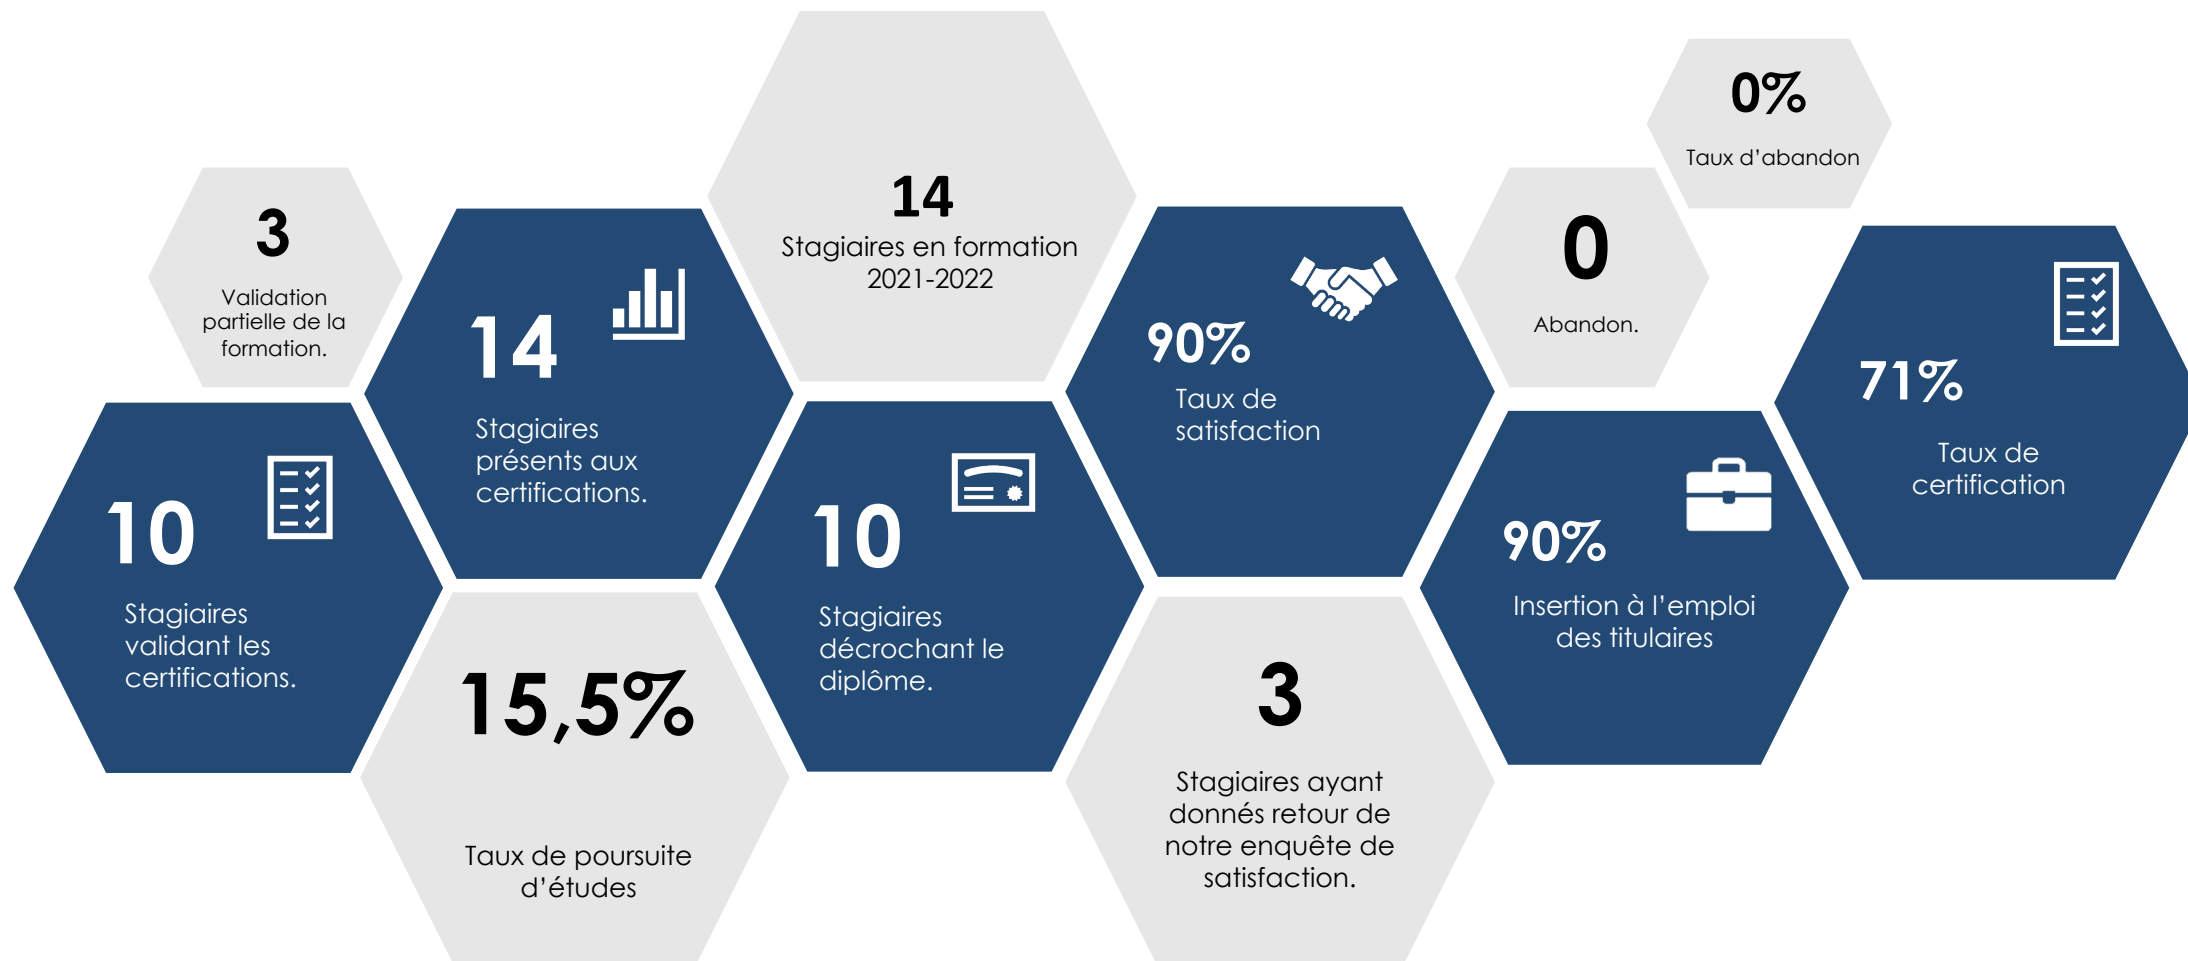 3
Validation
partielle de la
formation.
10
Stagiaires
validant les
certifications.
14
Stagiaires
présents aux
certifications.
15,5%
Taux de poursuite
d’études
14
Stagiaires en formation
2021-2022
10
Stagiaires
décrochant le
diplôme.
90%
Taux de
satisfaction
3
Stagiaires ayant
donnés retour de
notre enquête de
satisfaction.
0
Abandon.
90%
Insertion à l’emploi
des titulaires
0%
Taux d’abandon
71%
Taux de
certification